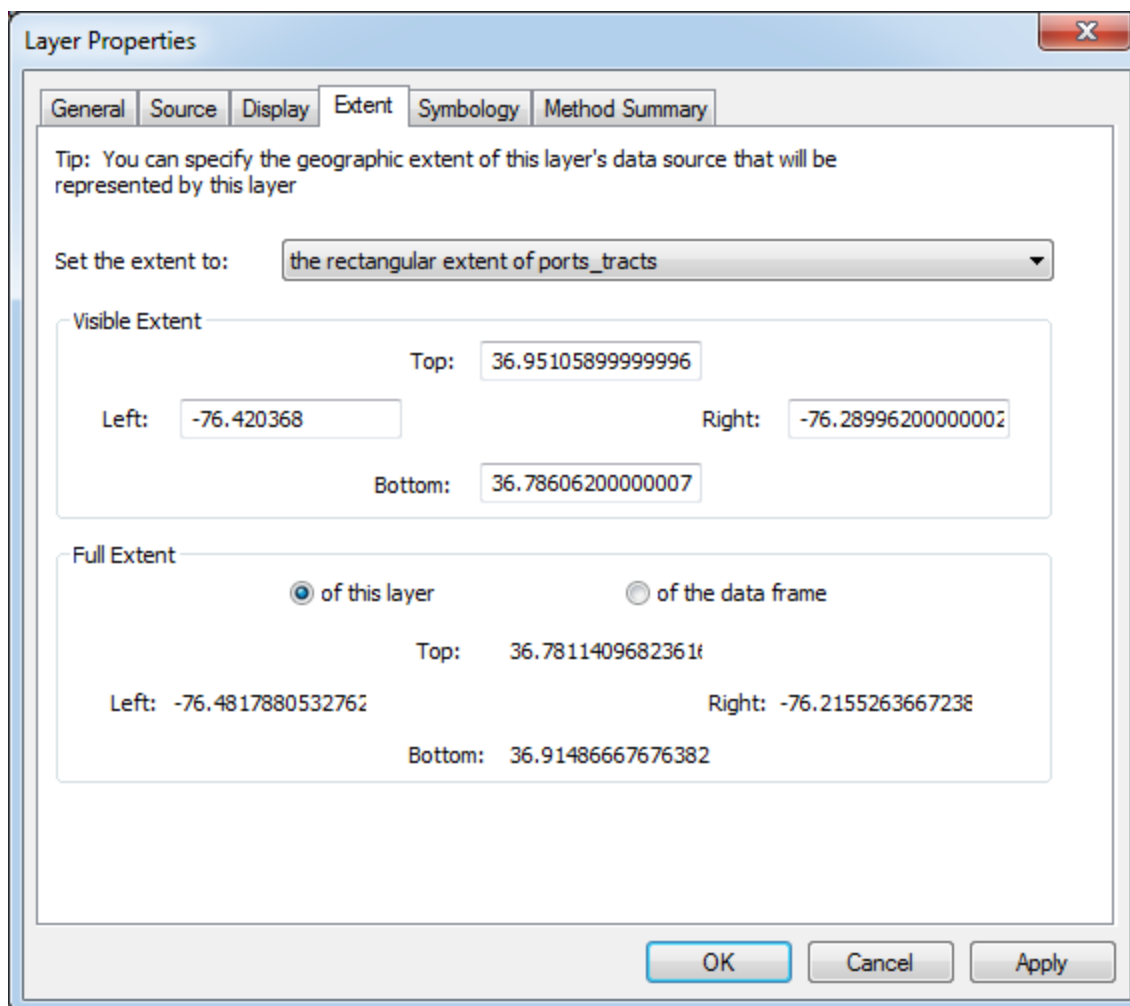 Layer Properties
General Source Display Extent Symbology Method Summary
Tip: You can specify the geographic extent of this layer's data source that will be
represented by this layer
Set the extent to: the rectangular extent of ports_tracts
Visible Extent
Top: 36.95105899999996
Left: -76.420368 Right: -76.28996200000002
Bottom: 36.78606200000007
Full Extent
of this layer of the data frame
Top: 36.7811409682361
Left: -76.4817880532762 Right: -76.2155263667238
Bottom: 36.91486667676382
OK Cancel Apply